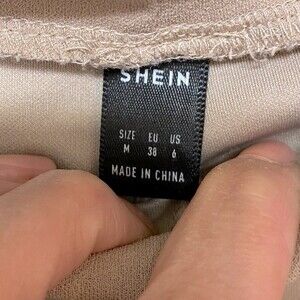 SHEIN
SIZE EU US
M 38 6
MADE IN CHINA